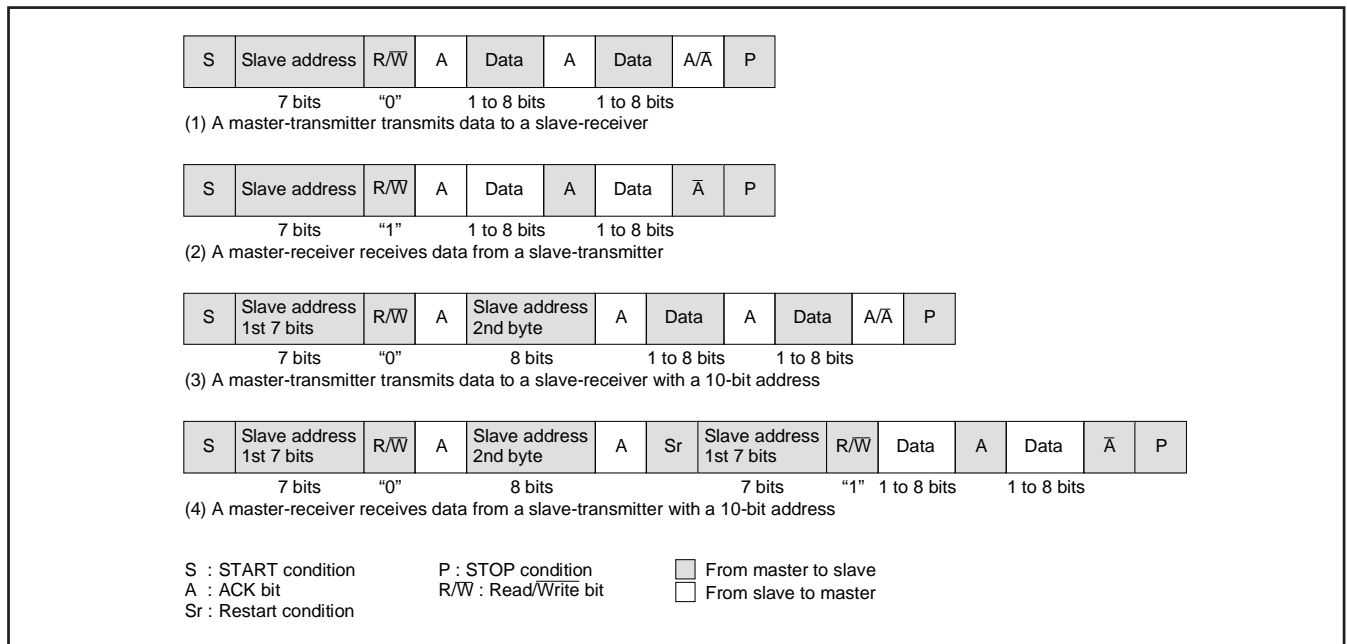 S Slave address R/W̅ A Data A Data A/A̅ P
7 bits “0” 1 to 8 bits 1 to 8 bits
(1) A master-transmitter transmits data to a slave-receiver
S Slave address R/W̅ A Data A Data A̅ P
7 bits “1” 1 to 8 bits 1 to 8 bits
(2) A master-receiver receives data from a slave-transmitter
S Slave address 1st 7 bits R/W̅ A Slave address 2nd byte A Data A Data A/A̅ P
7 bits “0” 8 bits 1 to 8 bits 1 to 8 bits
(3) A master-transmitter transmits data to a slave-receiver with a 10-bit address
S Slave address 1st 7 bits R/W̅ A Slave address 2nd byte A Sr Slave address 1st 7 bits R/W̅ Data A Data A̅ P
7 bits “0” 8 bits 7 bits “1” 1 to 8 bits 1 to 8 bits
(4) A master-receiver receives data from a slave-transmitter with a 10-bit address
S : START condition P : STOP condition From master to slave
A : ACK bit R/W̅ : Read/W̅r̅i̅t̅e̅ bit From slave to master
Sr : Restart condition